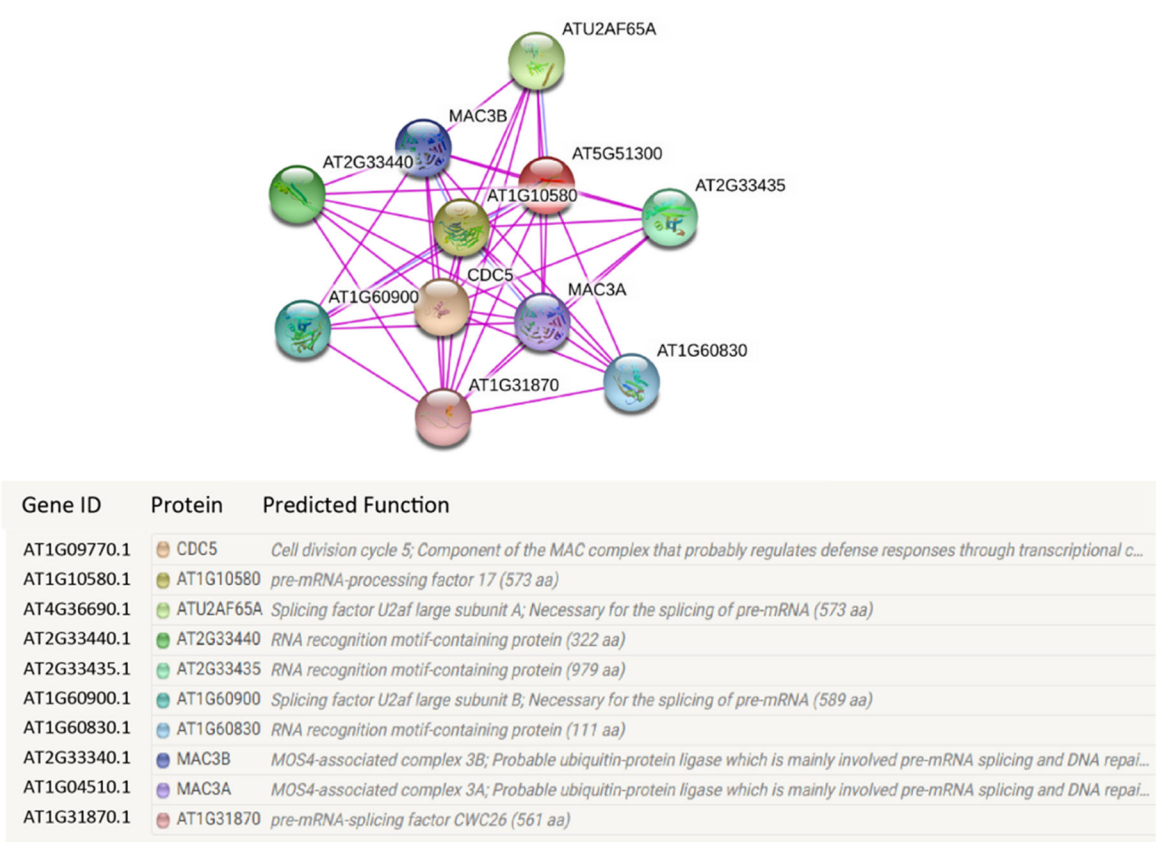 ATU2AF65A
MAC3B
AT5G51300
AT2G33440
AT2G33435
AT1G10580
CDC5
MAC3A
AT1G60900
AT1G60830
AT1G31870
Gene ID Protein Predicted Function
AT1G09770.1 CDC5 Cell division cycle 5; Component of the MAC complex that probably regulates defense responses through transcriptional c...
AT1G10580.1 AT1G10580 pre-mRNA-processing factor 17 (573 aa)
AT4G36690.1 ATU2AF65A Splicing factor U2af large subunit A; Necessary for the splicing of pre-mRNA (573 aa)
AT2G33440.1 AT2G33440 RNA recognition motif-containing protein (322 aa)
AT2G33435.1 AT2G33435 RNA recognition motif-containing protein (979 aa)
AT1G60900.1 AT1G60900 Splicing factor U2af large subunit B; Necessary for the splicing of pre-mRNA (589 aa)
AT1G60830.1 AT1G60830 RNA recognition motif-containing protein (111 aa)
AT2G33340.1 MAC3B MOS4-associated complex 3B; Probable ubiquitin-protein ligase which is mainly involved pre-mRNA splicing and DNA repai...
AT1G04510.1 MAC3A MOS4-associated complex 3A; Probable ubiquitin-protein ligase which is mainly involved pre-mRNA splicing and DNA repai...
AT1G31870.1 AT1G31870 pre-mRNA-splicing factor CWC26 (561 aa)